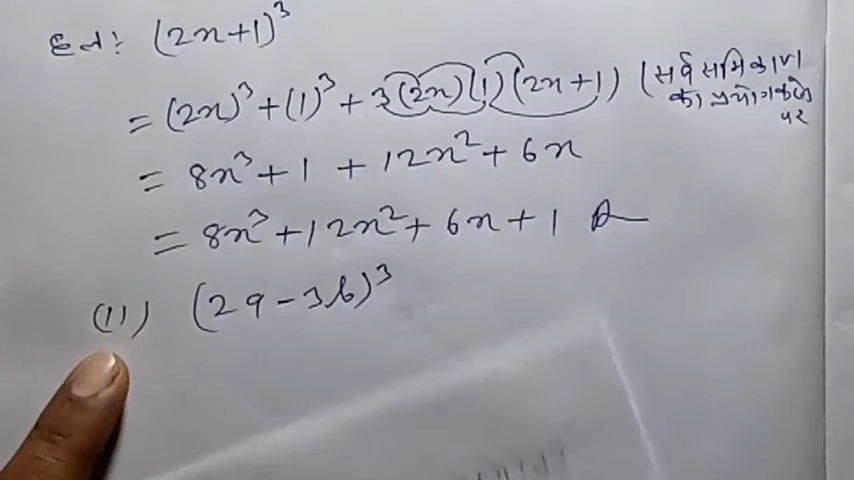 हल: (2x+1)³
= (2x)³ + (1)³ + 3(2x)(1)(2x+1) (सर्वसमिका का प्रयोग करने पर
= 8x³ + 1 + 12x² + 6x
= 8x³ + 12x² + 6x + 1
(ii) (2a - 3b)³